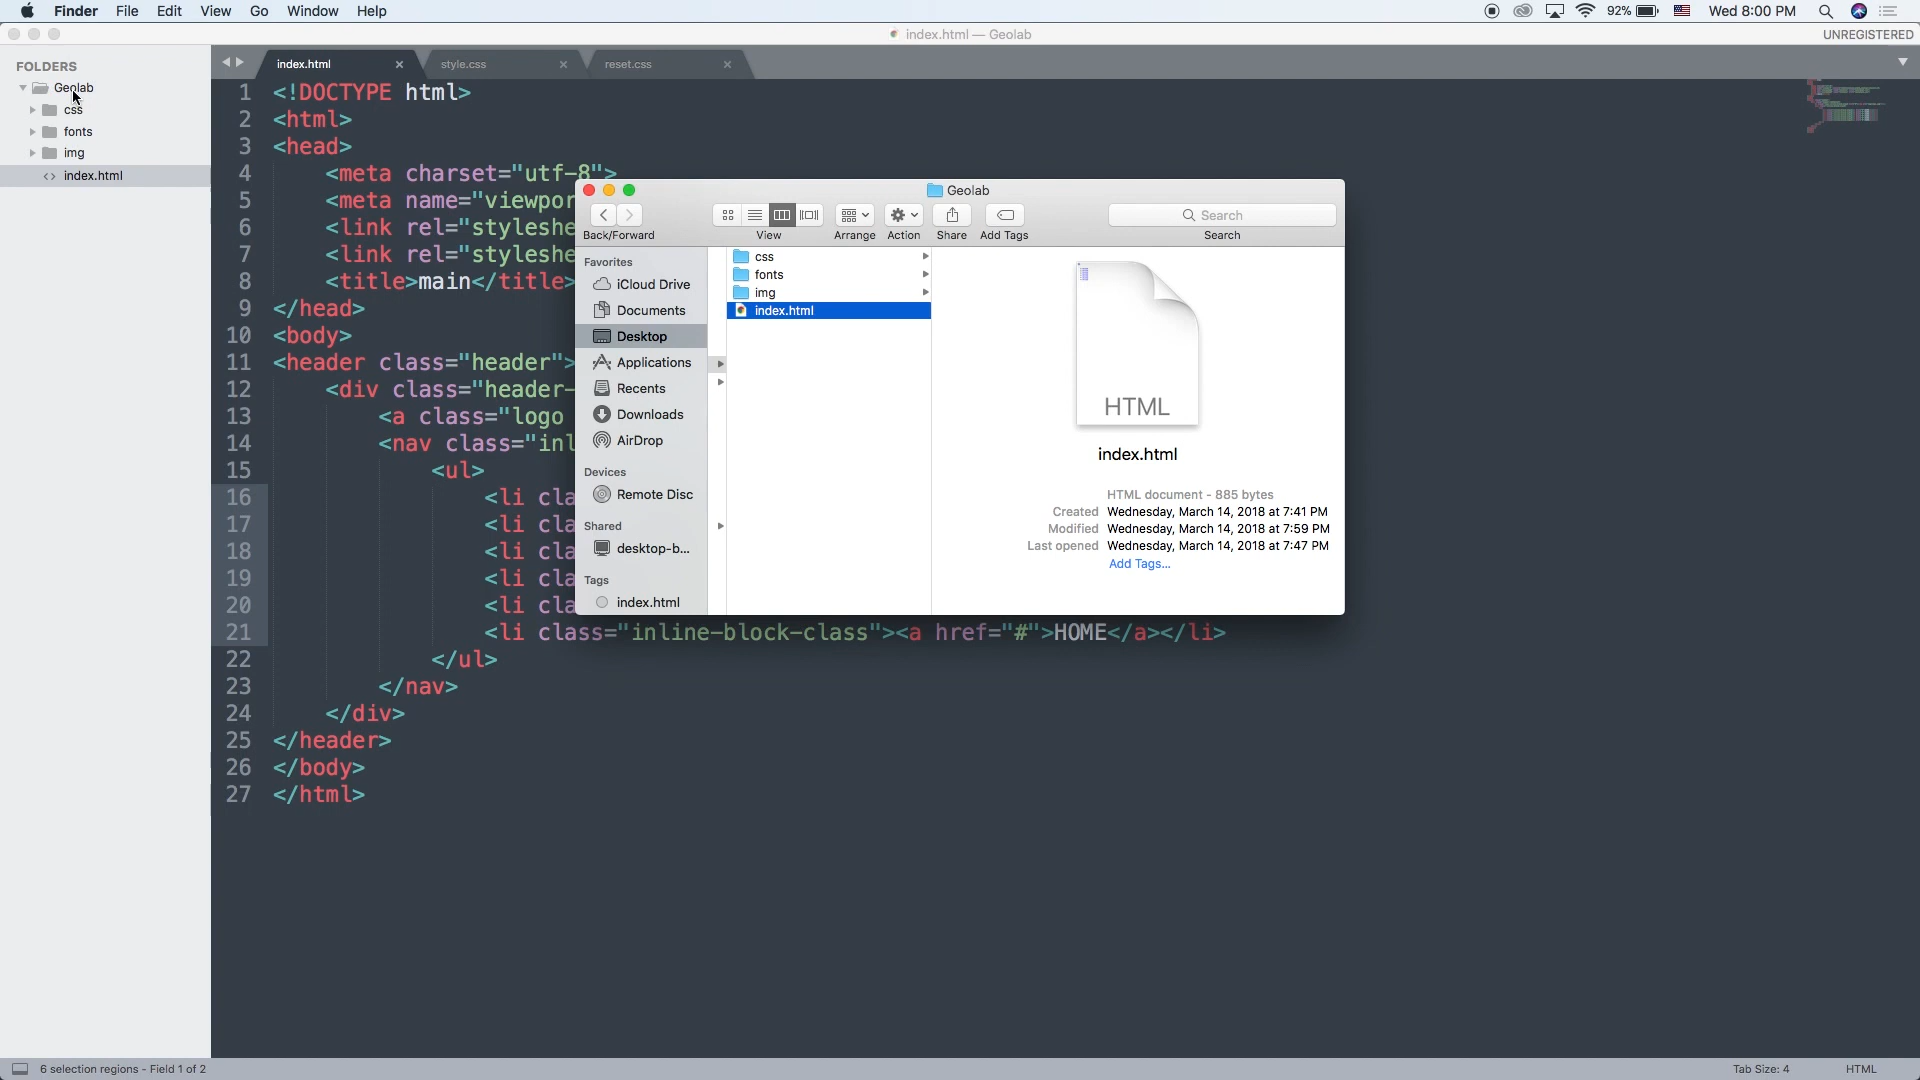 Finder File Edit View Go Window Help
92% Wed 8:00 PM
index.html — Geolab
UNREGISTERED
FOLDERS
Geolab
css
fonts
img
index.html
index.html
style.css
reset.css
1 <!DOCTYPE html>
2 <html>
3 <head>
4 <meta charset="utf-8">
5 <meta name="viewpor
6 <link rel="styleshe
7 <link rel="styleshe
8 <title>main</title>
9 </head>
10 <body>
11 <header class="header">
12 <div class="header-
13 <a class="logo
14 <nav class="inl
15 <ul>
16 <li cla
17 <li cla
18 <li cla
19 <li cla
20 <li cla
21 <li class="inline-block-class"><a href="#">HOME</a></li>
22 </ul>
23 </nav>
24 </div>
25 </header>
26 </body>
27 </html>
Geolab
Search
Back/Forward
View
Arrange
Action
Share
Add Tags
Search
Favorites
iCloud Drive
Documents
Desktop
Applications
Recents
Downloads
AirDrop
Devices
Remote Disc
Shared
desktop-b...
Tags
index.html
css
fonts
img
index.html
HTML
index.html
HTML document - 885 bytes
Created Wednesday, March 14, 2018 at 7:41 PM
Modified Wednesday, March 14, 2018 at 7:59 PM
Last opened Wednesday, March 14, 2018 at 7:47 PM
Add Tags...
6 selection regions - Field 1 of 2
Tab Size: 4
HTML